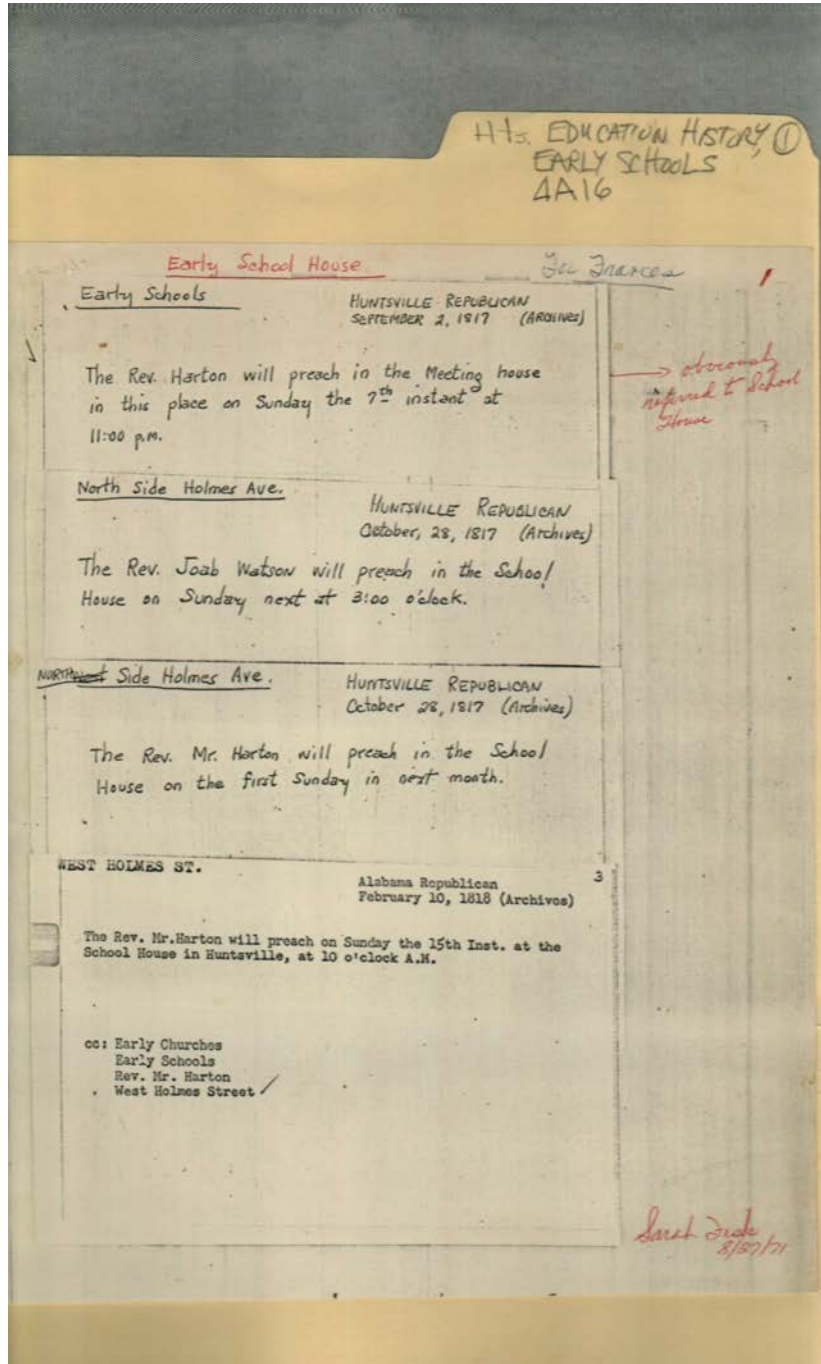 Hts. EDUCATION HISTORY, ①
EARLY SCHOOLS
4A16
Early School House
For Frances
1
Early Schools
HUNTSVILLE REPUBLICAN
SEPTEMBER 2, 1817 (ARCHIVES)
The Rev. Harton will preach in the Meeting house
in this place on Sunday the 7th instant at
11:00 p.m.
→ obviously
referred to School
House
North Side Holmes Ave.
HUNTSVILLE REPUBLICAN
October, 28, 1817 (Archives)
The Rev. Joab Watson will preach in the School
House on Sunday next at 3:00 o'clock.
NORTH Side Holmes Ave.
HUNTSVILLE REPUBLICAN
October 28, 1817 (Archives)
The Rev. Mr. Harton will preach in the School
House on the first Sunday in next month.
WEST HOLMES ST.
3
Alabama Republican
February 10, 1818 (Archives)
The Rev. Mr.Harton will preach on Sunday the 15th Inst. at the
School House in Huntsville, at 10 o'clock A.M.
cc: Early Churches
Early Schools
Rev. Mr. Harton
West Holmes Street /
Sarah